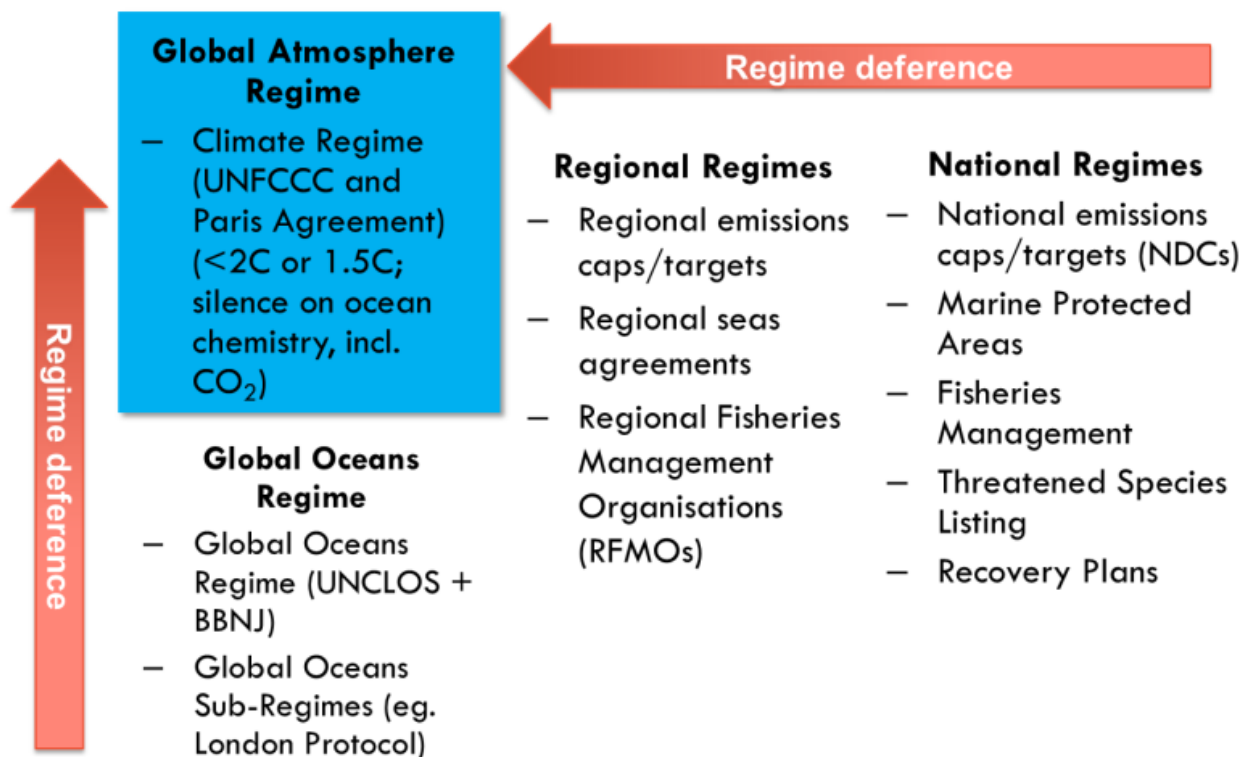 Global Atmosphere
Regime
– Climate Regime
(UNFCCC and
Paris Agreement)
(<2C or 1.5C;
silence on ocean
chemistry, incl.
CO₂)
Regime deference
Regime deference
Global Oceans
Regime
– Global Oceans
Regime (UNCLOS +
BBNJ)
– Global Oceans
Sub-Regimes (eg.
London Protocol)
Regional Regimes
– Regional emissions
caps/targets
– Regional seas
agreements
– Regional Fisheries
Management
Organisations
(RFMOs)
National Regimes
– National emissions
caps/targets (NDCs)
– Marine Protected
Areas
– Fisheries
Management
– Threatened Species
Listing
– Recovery Plans